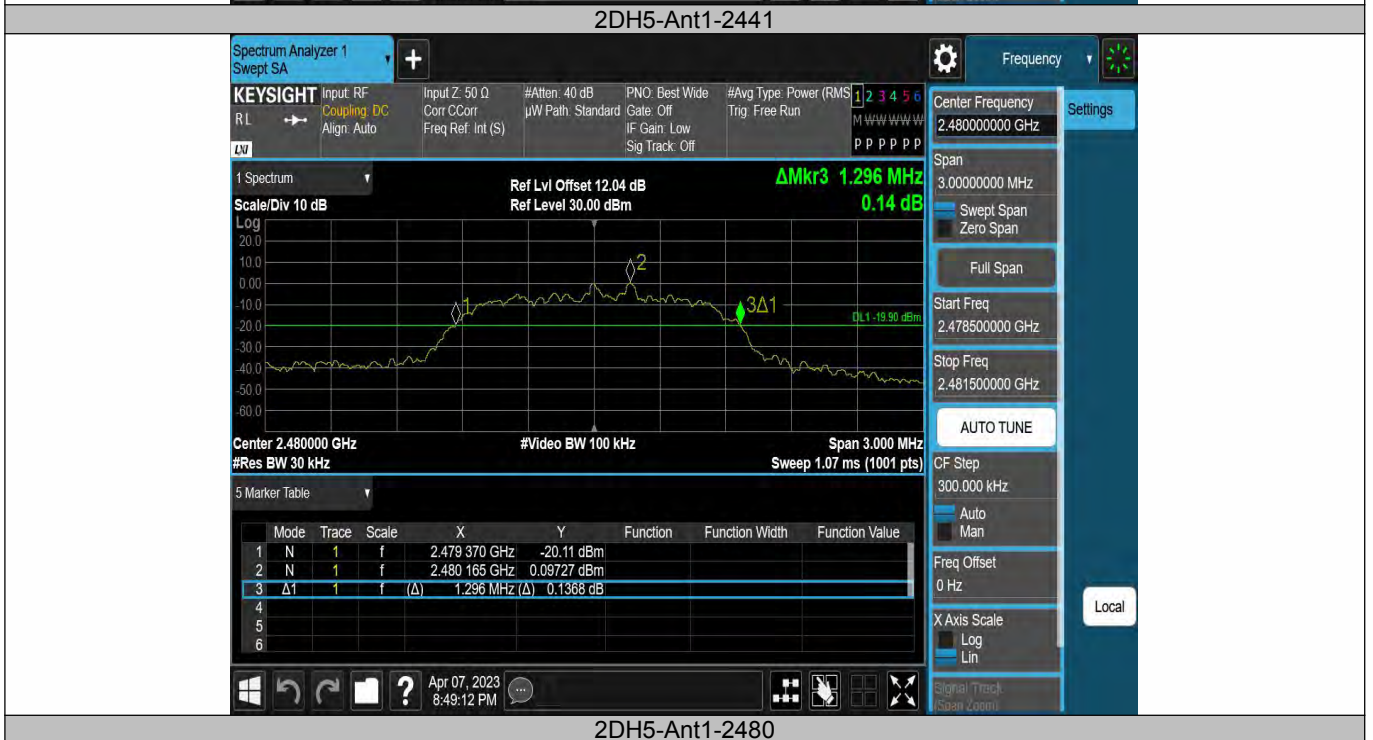 2DH5-Ant1-2441
Spectrum Analyzer 1
Swept SA
Frequency
KEYSIGHT
RL
LXI
Input: RF
Coupling: DC
Align: Auto
Input Z: 50 Ω
Corr CCorr
Freq Ref: Int (S)
#Atten: 40 dB
µW Path: Standard
PNO: Best Wide
Gate: Off
IF Gain: Low
Sig Track: Off
#Avg Type: Power (RMS
Trig: Free Run
1 2 3 4 5 6
M W W W W W
P P P P P P
1 Spectrum
Scale/Div 10 dB
Ref Lvl Offset 12.04 dB
Ref Level 30.00 dBm
ΔMkr3 1.296 MHz
0.14 dB
Log
20.0
10.0
0.00
-10.0
-20.0
-30.0
-40.0
-50.0
-60.0
1
2
3Δ1
DL1 -19.90 dBm
Center 2.480000 GHz
#Video BW 100 kHz
Span 3.000 MHz
#Res BW 30 kHz
Sweep 1.07 ms (1001 pts)
5 Marker Table
Mode Trace Scale X Y Function Function Width Function Value
1 N 1 f 2.479 370 GHz -20.11 dBm
2 N 1 f 2.480 165 GHz 0.09727 dBm
3 Δ1 1 f (Δ) 1.296 MHz (Δ) 0.1368 dB
4
5
6
Apr 07, 2023
8:49:12 PM
Center Frequency
2.480000000 GHz
Settings
Span
3.00000000 MHz
Swept Span
Zero Span
Full Span
Start Freq
2.478500000 GHz
Stop Freq
2.481500000 GHz
AUTO TUNE
CF Step
300.000 kHz
Auto
Man
Freq Offset
0 Hz
X Axis Scale
Log
Lin
Signal Track
(Span Zoom)
Local
2DH5-Ant1-2480